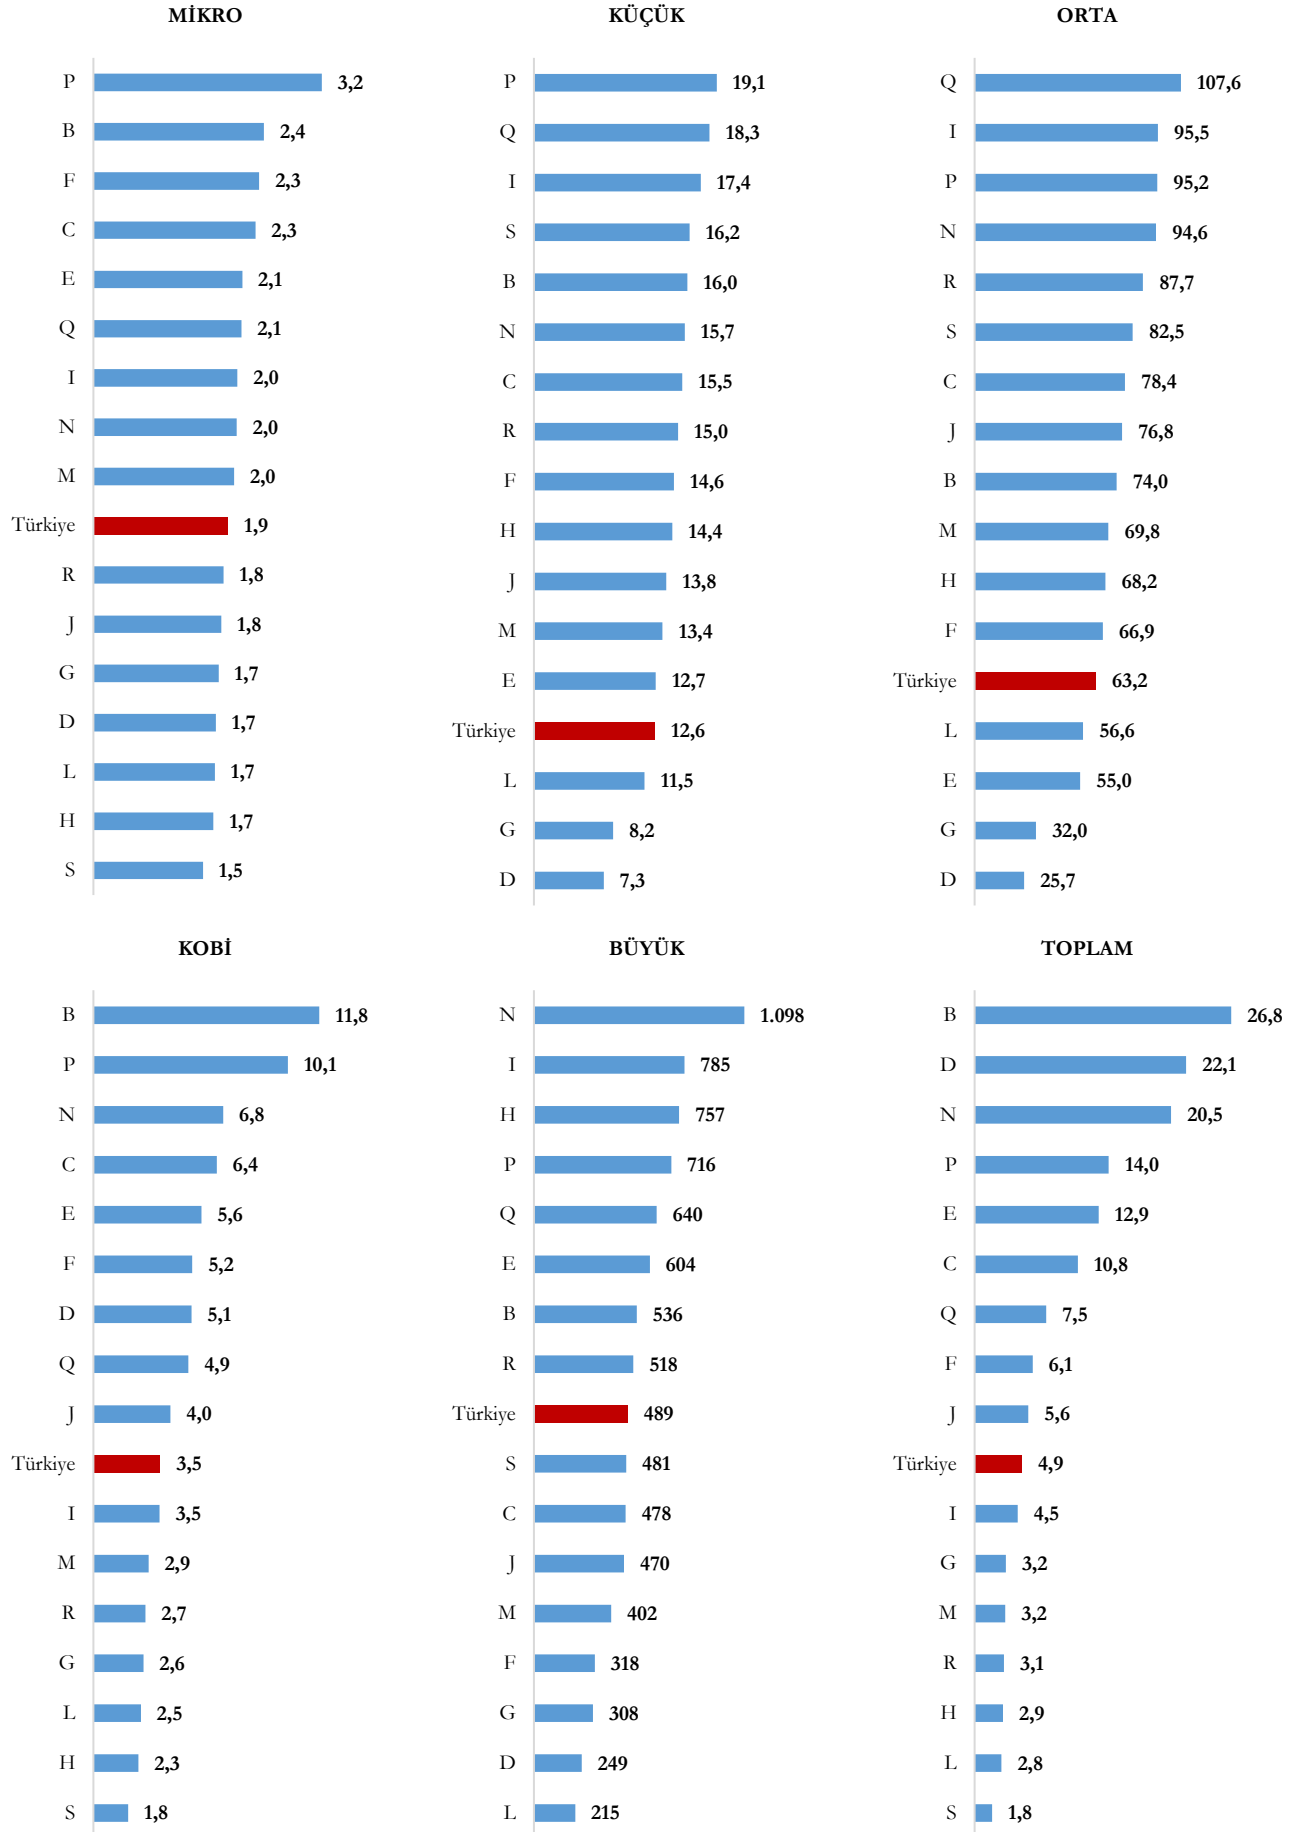 MİKRO
P 3,2
B 2,4
F 2,3
C 2,3
E 2,1
Q 2,1
I 2,0
N 2,0
M 2,0
Türkiye 1,9
R 1,8
J 1,8
G 1,7
D 1,7
L 1,7
H 1,7
S 1,5
KÜÇÜK
P 19,1
Q 18,3
I 17,4
S 16,2
B 16,0
N 15,7
C 15,5
R 15,0
F 14,6
H 14,4
J 13,8
M 13,4
E 12,7
Türkiye 12,6
L 11,5
G 8,2
D 7,3
ORTA
Q 107,6
I 95,5
P 95,2
N 94,6
R 87,7
S 82,5
C 78,4
J 76,8
B 74,0
M 69,8
H 68,2
F 66,9
Türkiye 63,2
L 56,6
E 55,0
G 32,0
D 25,7
KOBİ
B 11,8
P 10,1
N 6,8
C 6,4
E 5,6
F 5,2
D 5,1
Q 4,9
J 4,0
Türkiye 3,5
I 3,5
M 2,9
R 2,7
G 2,6
L 2,5
H 2,3
S 1,8
BÜYÜK
N 1.098
I 785
H 757
P 716
Q 640
E 604
B 536
R 518
Türkiye 489
S 481
C 478
J 470
M 402
F 318
G 308
D 249
L 215
TOPLAM
B 26,8
D 22,1
N 20,5
P 14,0
E 12,9
C 10,8
Q 7,5
F 6,1
J 5,6
Türkiye 4,9
I 4,5
G 3,2
M 3,2
R 3,1
H 2,9
L 2,8
S 1,8